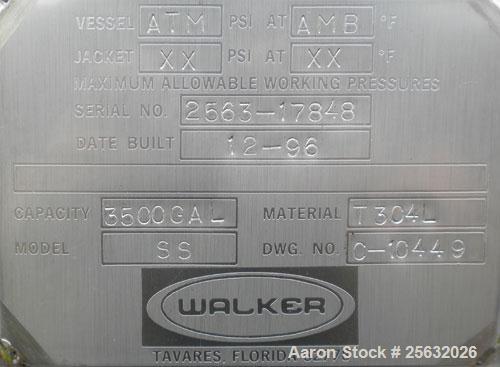 VESSEL ATM PSI AT AMB °F
JACKET XX PSI AT XX °F
MAXIMUM ALLOWABLE WORKING PRESSURES
SERIAL NO. 2563-17848
DATE BUILT 12-96
CAPACITY 3500GAL MATERIAL T304L
MODEL SS DWG. NO. C-10449
WALKER
TAVARES, FLORIDA
Aaron Stock # 25632026